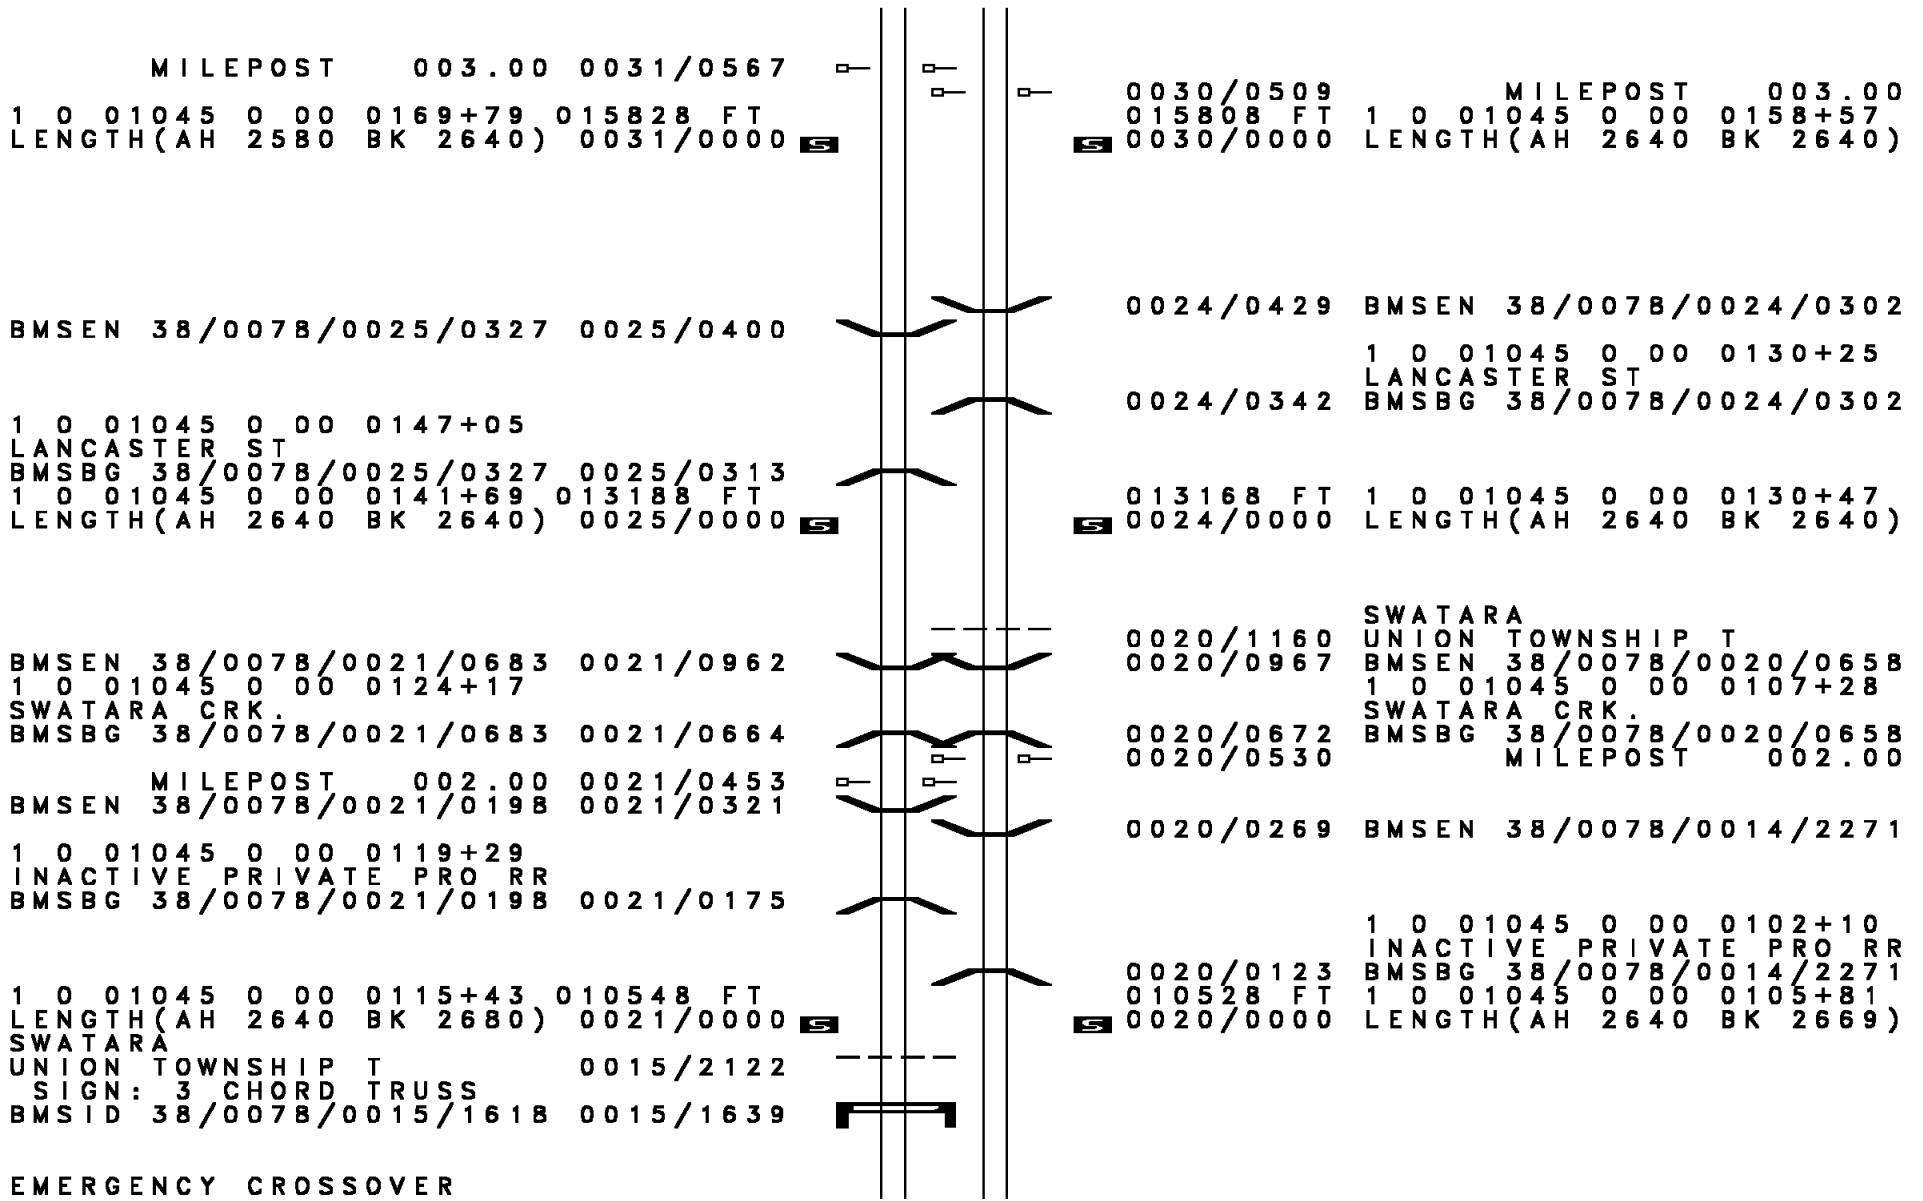 MILEPOST 003.00 0031/0567
1 0 01045 0 00 0169+79 015828 FT
LENGTH(AH 2580 BK 2640) 0031/0000 S
BMSEN 38/0078/0025/0327 0025/0400
1 0 01045 0 00 0147+05
LANCASTER ST
BMSBG 38/0078/0025/0327 0025/0313
1 0 01045 0 00 0141+69 013188 FT
LENGTH(AH 2640 BK 2640) 0025/0000 S
BMSEN 38/0078/0021/0683 0021/0962
1 0 01045 0 00 0124+17
SWATARA CRK.
BMSBG 38/0078/0021/0683 0021/0664
MILEPOST 002.00 0021/0453
BMSEN 38/0078/0021/0198 0021/0321
1 0 01045 0 00 0119+29
INACTIVE PRIVATE PRO RR
BMSBG 38/0078/0021/0198 0021/0175
1 0 01045 0 00 0115+43 010548 FT
LENGTH(AH 2640 BK 2680) 0021/0000 S
SWATARA
UNION TOWNSHIP T 0015/2122
SIGN: 3 CHORD TRUSS
BMSID 38/0078/0015/1618 0015/1639
EMERGENCY CROSSOVER
0030/0509 MILEPOST 003.00
015808 FT 1 0 01045 0 00 0158+57
S 0030/0000 LENGTH(AH 2640 BK 2640)
0024/0429 BMSEN 38/0078/0024/0302
1 0 01045 0 00 0130+25
LANCASTER ST
0024/0342 BMSBG 38/0078/0024/0302
013168 FT 1 0 01045 0 00 0130+47
S 0024/0000 LENGTH(AH 2640 BK 2640)
SWATARA
0020/1160 UNION TOWNSHIP T
0020/0967 BMSEN 38/0078/0020/0658
1 0 01045 0 00 0107+28
SWATARA CRK.
0020/0672 BMSBG 38/0078/0020/0658
0020/0530 MILEPOST 002.00
0020/0269 BMSEN 38/0078/0014/2271
1 0 01045 0 00 0102+10
INACTIVE PRIVATE PRO RR
0020/0123 BMSBG 38/0078/0014/2271
010528 FT 1 0 01045 0 00 0105+81
S 0020/0000 LENGTH(AH 2640 BK 2669)